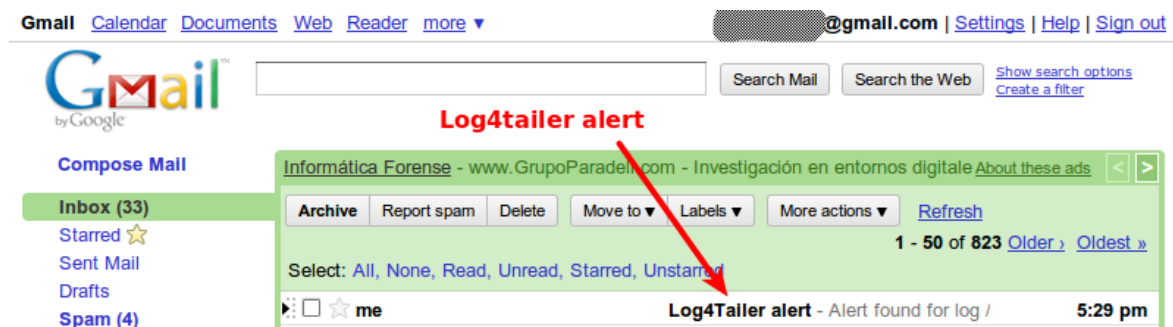 Gmail Calendar Documents Web Reader more ▼ @gmail.com | Settings | Help | Sign out
Gmail™
by Google
Search Mail Search the Web Show search options
Create a filter
Log4tailer alert
Compose Mail
Informática Forense - www.GrupoParadell.com - Investigación en entornos digitale About these ads < >
Inbox (33)
Archive Report spam Delete Move to ▼ Labels ▼ More actions ▼ Refresh
Starred
1 - 50 of 823 Older › Oldest »
Sent Mail
Select: All, None, Read, Unread, Starred, Unstarred
Drafts
me Log4Tailer alert - Alert found for log / 5:29 pm
Spam (4)